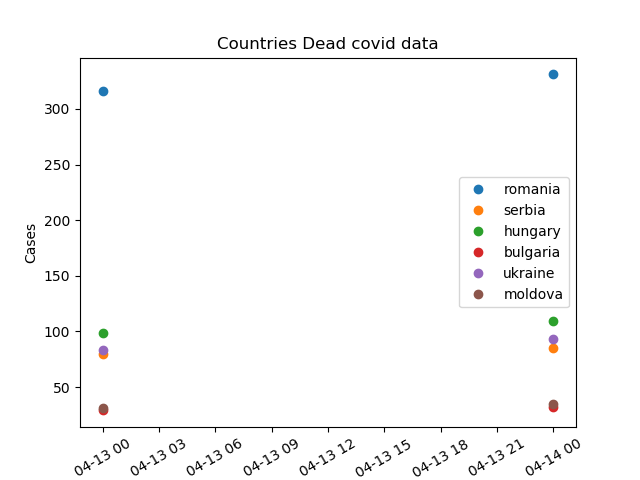 Countries Dead covid data
Cases
300
250
200
150
100
50
romania
serbia
hungary
bulgaria
ukraine
moldova
04-13 00
04-13 03
04-13 06
04-13 09
04-13 12
04-13 15
04-13 18
04-13 21
04-14 00